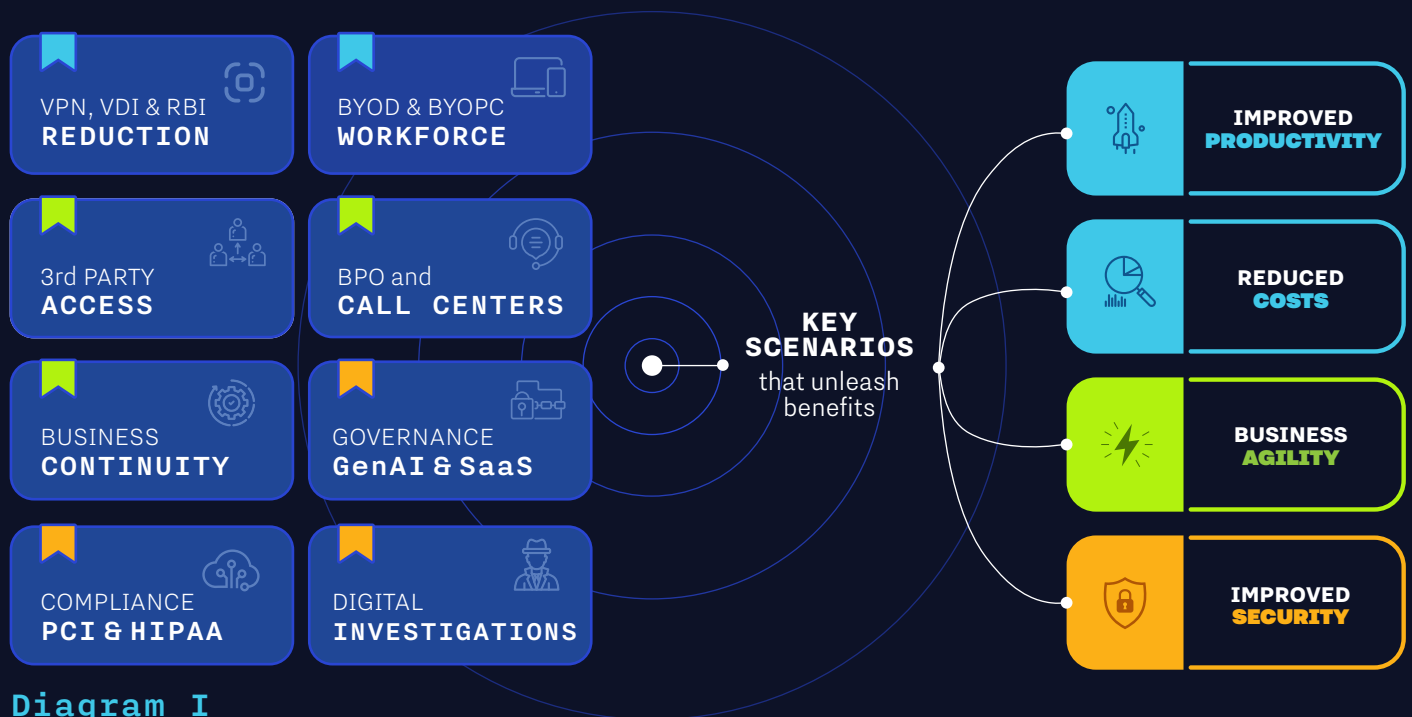 VPN, VDI & RBI
REDUCTION
BYOD & BYOPC
WORKFORCE
3rd PARTY
ACCESS
BPO and
CALL CENTERS
BUSINESS
CONTINUITY
GOVERNANCE
GenAI & SaaS
COMPLIANCE
PCI & HIPAA
DIGITAL
INVESTIGATIONS
KEY
SCENARIOS
that unleash
benefits
IMPROVED
PRODUCTIVITY
REDUCED
COSTS
BUSINESS
AGILITY
IMPROVED
SECURITY
Diagram I